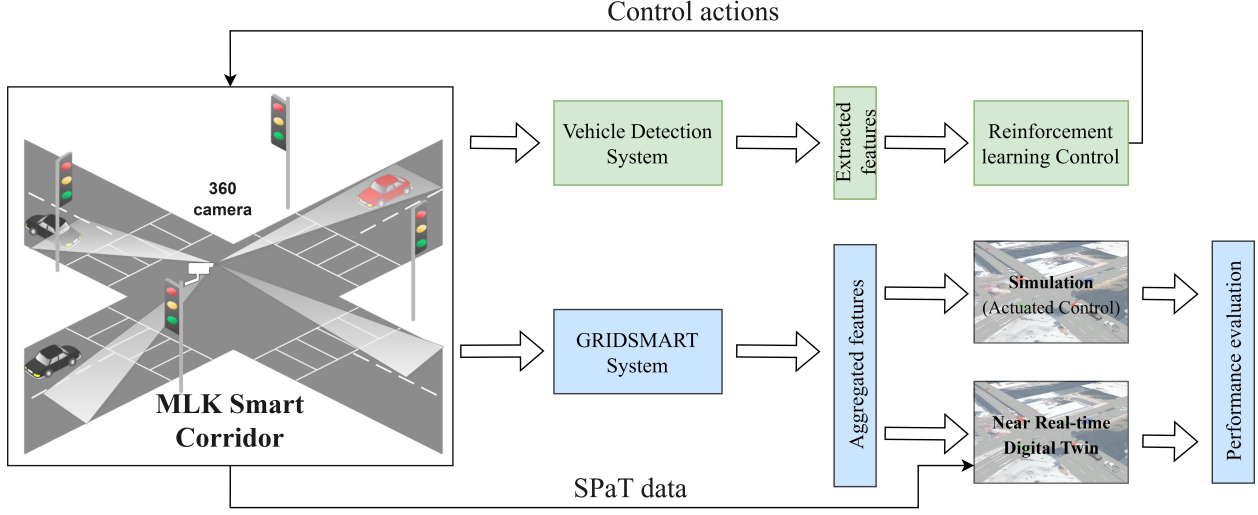 Control actions
360
camera
MLK Smart
Corridor
Vehicle Detection
System
Extracted
features
Reinforcement
learning Control
GRIDSMART
System
Aggregated features
Simulation
(Actuated Control)
Near Real-time
Digital Twin
Performance evaluation
SPaT data